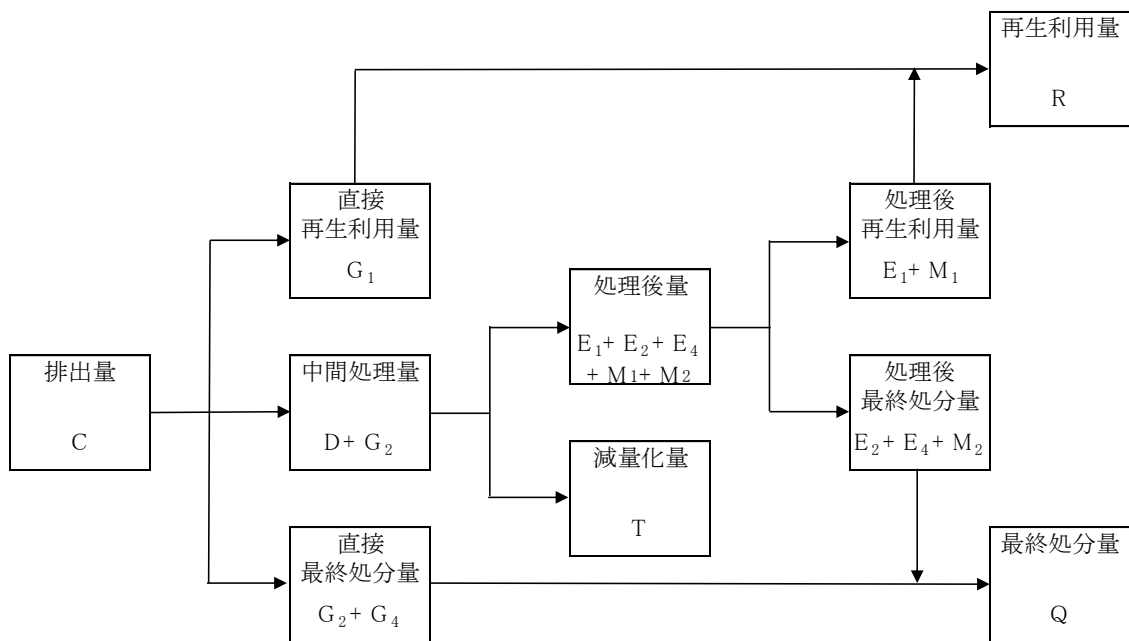 再生利用量
R
直接
再生利用量
G₁
処理後
再生利用量
E₁+ M₁
処理後量
E₁+ E₂+ E₄
+ M₁+ M₂
排出量
C
中間処理量
D+ G₂
処理後
最終処分量
E₂+ E₄+ M₂
減量化量
T
直接
最終処分量
G₂+ G₄
最終処分量
Q